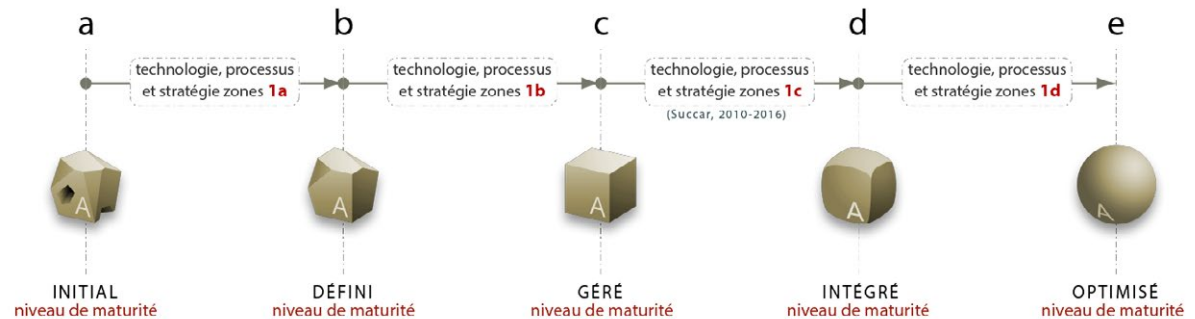 a
b
c
d
e
technologie, processus
et stratégie zones 1a
technologie, processus
et stratégie zones 1b
technologie, processus
et stratégie zones 1c
(Succar, 2010-2016)
technologie, processus
et stratégie zones 1d
A
A
A
A
A
INITIAL
niveau de maturité
DÉFINI
niveau de maturité
GÉRÉ
niveau de maturité
INTÉGRÉ
niveau de maturité
OPTIMISÉ
niveau de maturité